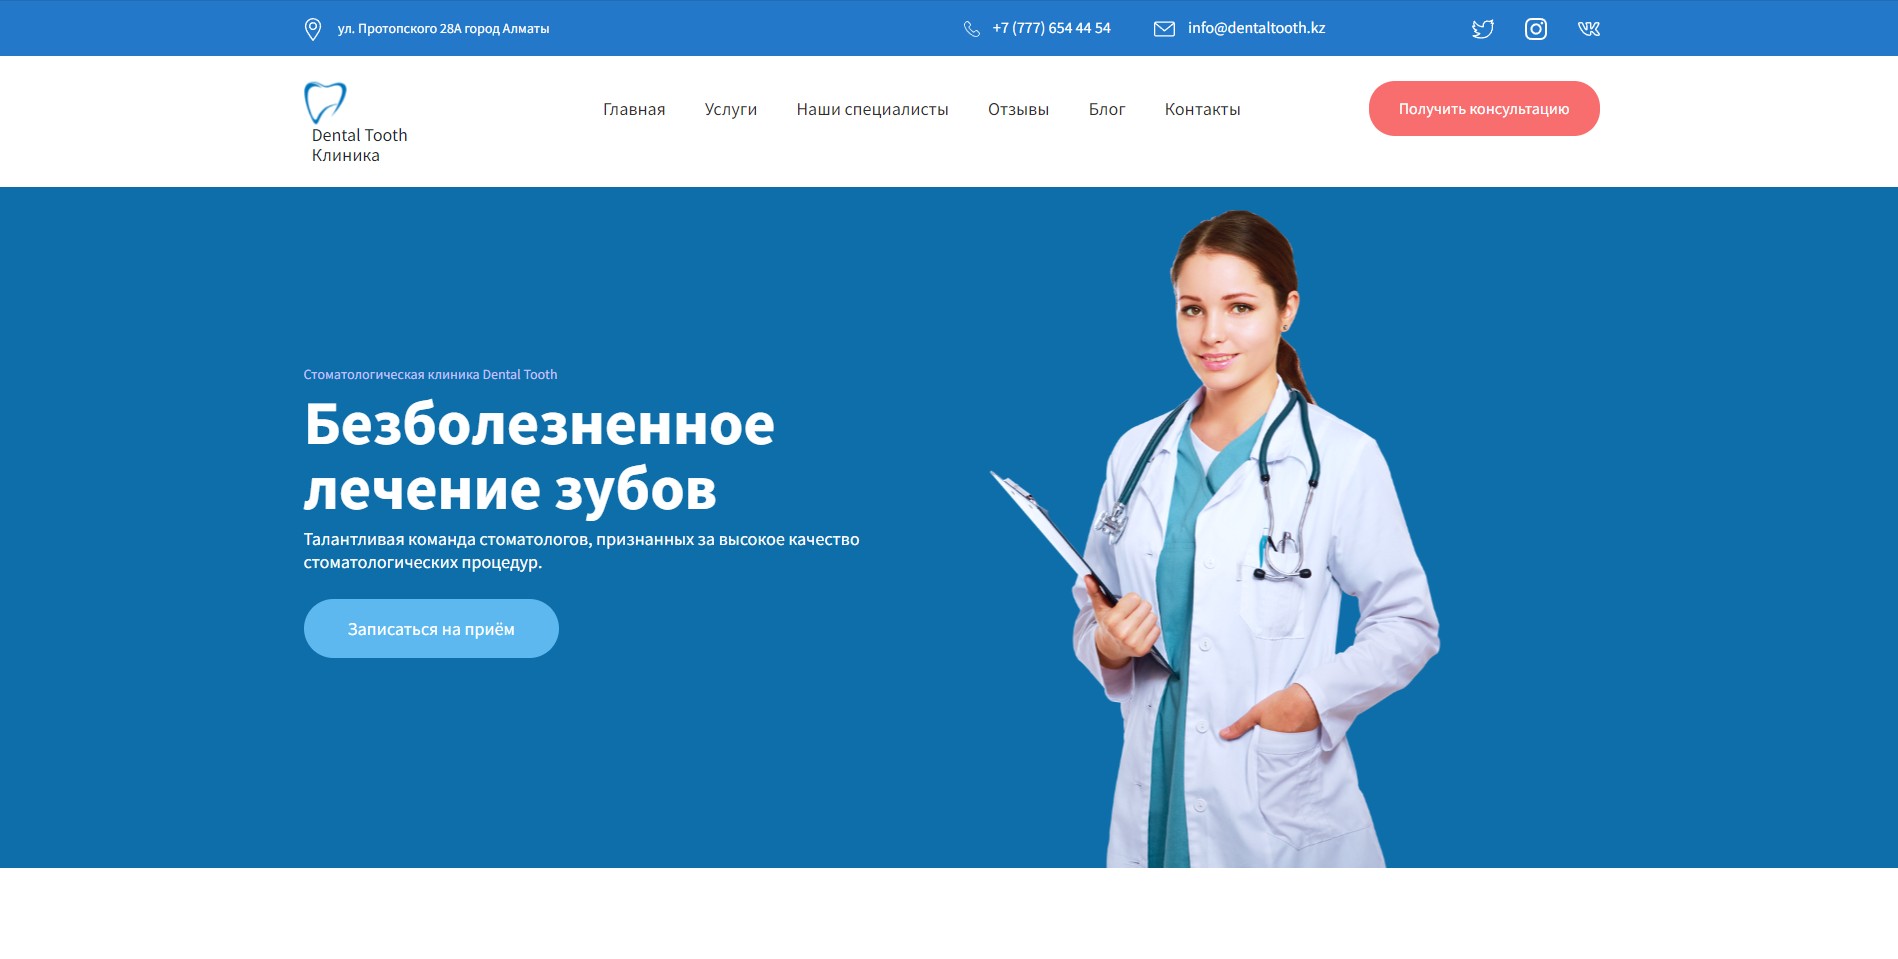 ул. Протопского 28А город Алматы
+7 (777) 654 44 54
info@dentaltooth.kz
Dental Tooth
Клиника
Главная
Услуги
Наши специалисты
Отзывы
Блог
Контакты
Получить консультацию
Стоматологическая клиника Dental Tooth
Безболезненное
лечение зубов
Талантливая команда стоматологов, признанных за высокое качество
стоматологических процедур.
Записаться на приём